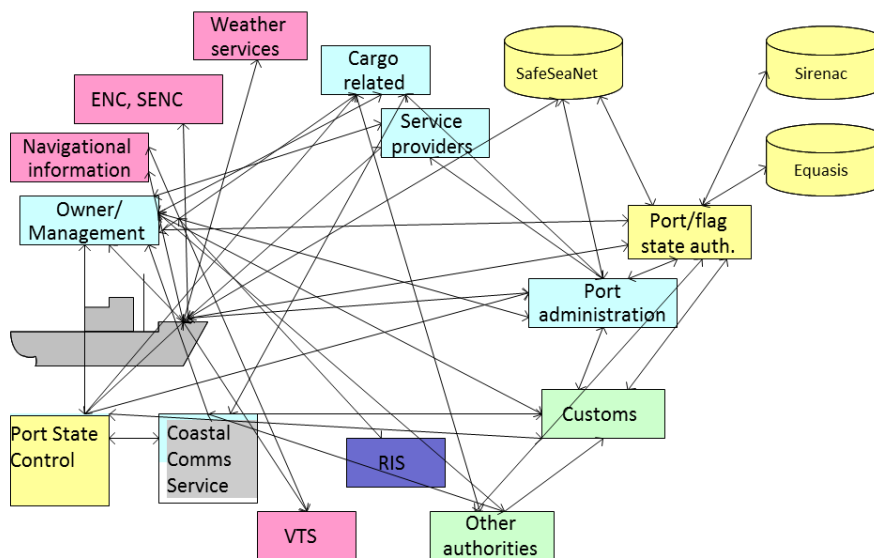 Weather
services
Cargo
related
SafeSeaNet
Sirenac
ENC, SENC
Service
providers
Navigational
information
Equasis
Owner/
Management
Port/flag
state auth.
Port
administration
Customs
Port State
Control
Coastal
Comms
Service
RIS
VTS
Other
authorities